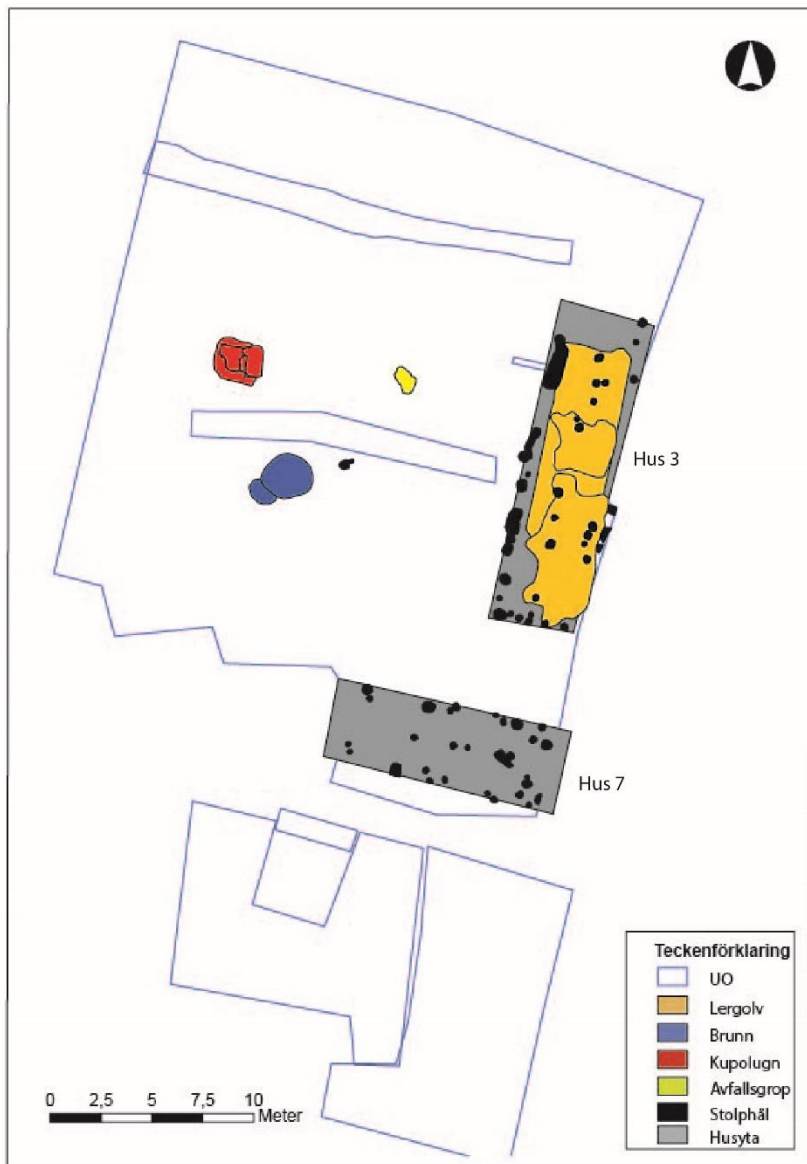 Hus 3
Hus 7
Teckenförklaring
UO
Lergolv
Brunn
Kupolugn
Avfallsgrop
Stolphål
Husyta
0 2,5 5 7,5 10
Meter